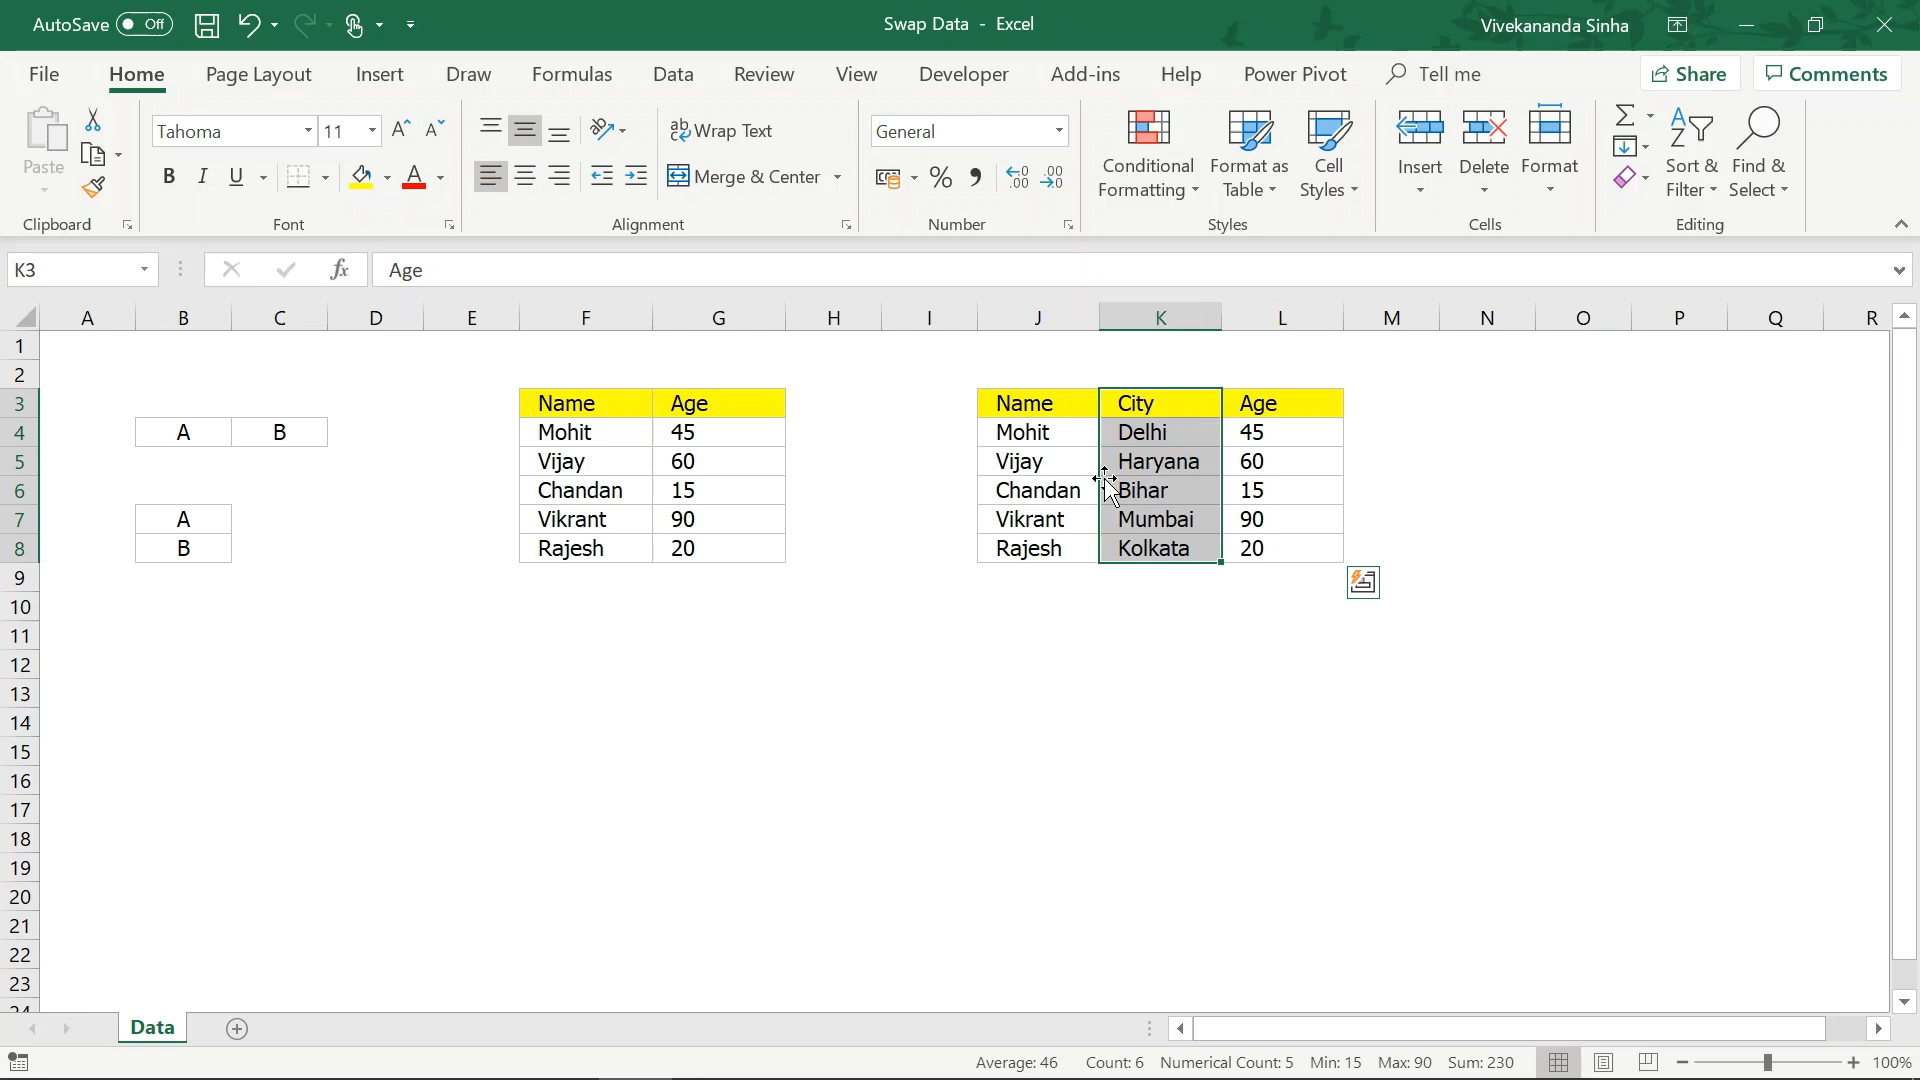 AutoSave Off Swap Data - Excel Vivekananda Sinha
File Home Page Layout Insert Draw Formulas Data Review View Developer Add-ins Help Power Pivot Tell me Share Comments
Tahoma 11 Wrap Text General
Paste B I U A Merge & Center % Conditional Formatting Format as Table Cell Styles Insert Delete Format Sort & Filter Find & Select
Clipboard Font Alignment Number Styles Cells Editing
K3 fx Age
A B C D E F G H I J K L M N O P Q R
1
2
3 Name Age Name City Age
4 A B Mohit 45 Mohit Delhi 45
5 Vijay 60 Vijay Haryana 60
6 Chandan 15 Chandan Bihar 15
7 A Vikrant 90 Vikrant Mumbai 90
8 B Rajesh 20 Rajesh Kolkata 20
9
10
11
12
13
14
15
16
17
18
19
20
21
22
23
24
Data
Average: 46 Count: 6 Numerical Count: 5 Min: 15 Max: 90 Sum: 230 100%